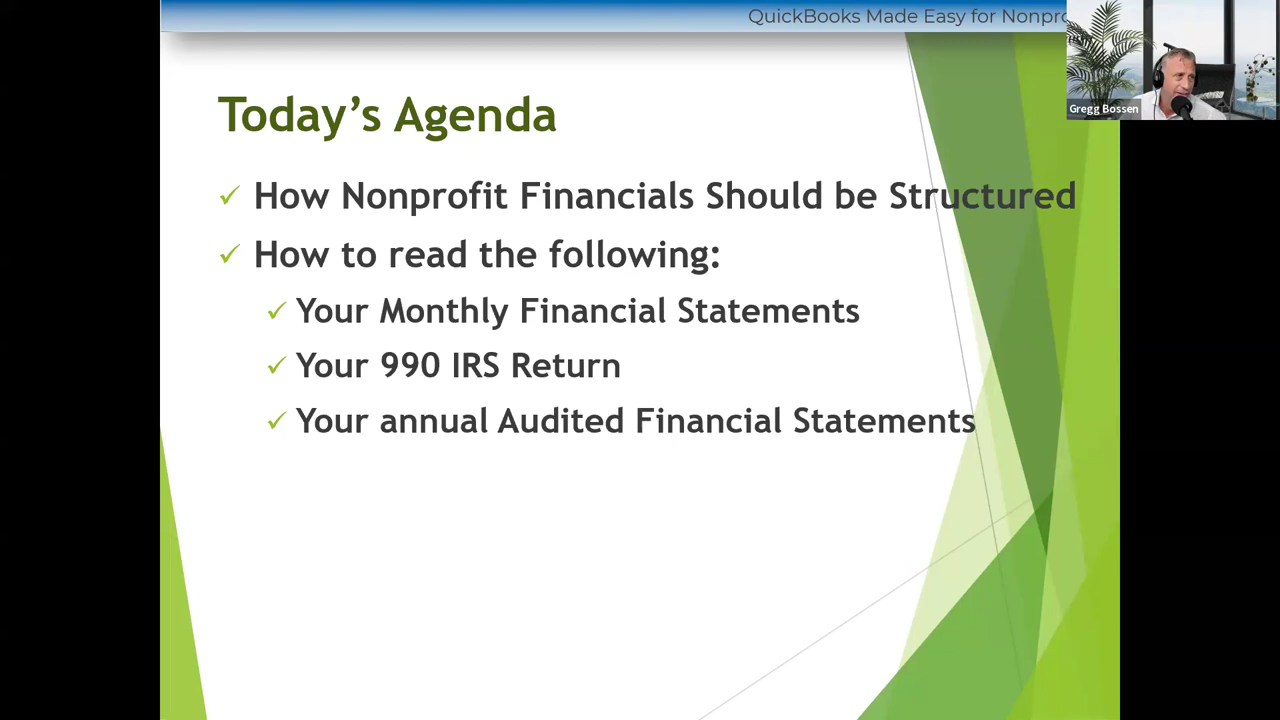 QuickBooks Made Easy for Nonpro
Gregg Bossen
Today's Agenda
✓ How Nonprofit Financials Should be Structured
✓ How to read the following:
✓ Your Monthly Financial Statements
✓ Your 990 IRS Return
✓ Your annual Audited Financial Statements